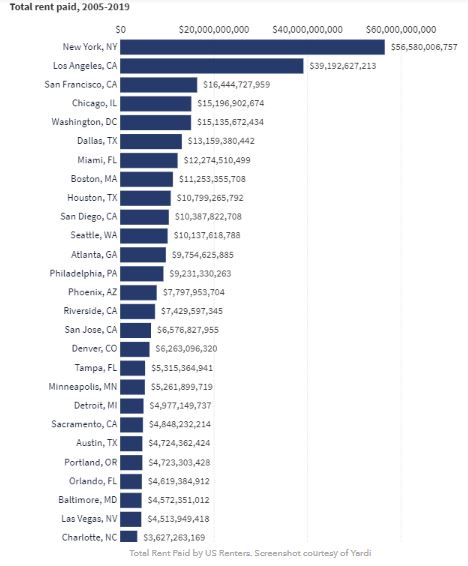 Total rent paid, 2005-2019
$0 $20,000,000,000 $40,000,000,000 $60,000,000,000
New York, NY $56,580,006,757
Los Angeles, CA $39,192,627,213
San Francisco, CA $16,444,727,959
Chicago, IL $15,196,902,674
Washington, DC $15,135,672,434
Dallas, TX $13,159,380,442
Miami, FL $12,274,510,499
Boston, MA $11,253,355,708
Houston, TX $10,799,265,792
San Diego, CA $10,387,822,708
Seattle, WA $10,137,618,788
Atlanta, GA $9,754,625,885
Philadelphia, PA $9,231,330,263
Phoenix, AZ $7,797,953,704
Riverside, CA $7,429,597,345
San Jose, CA $6,576,827,955
Denver, CO $6,263,096,320
Tampa, FL $5,315,364,941
Minneapolis, MN $5,261,899,719
Detroit, MI $4,977,149,737
Sacramento, CA $4,848,232,214
Austin, TX $4,724,362,424
Portland, OR $4,723,303,428
Orlando, FL $4,619,384,912
Baltimore, MD $4,572,351,012
Las Vegas, NV $4,513,949,418
Charlotte, NC $3,627,263,169
Total Rent Paid by US Renters. Screenshot courtesy of Yardi